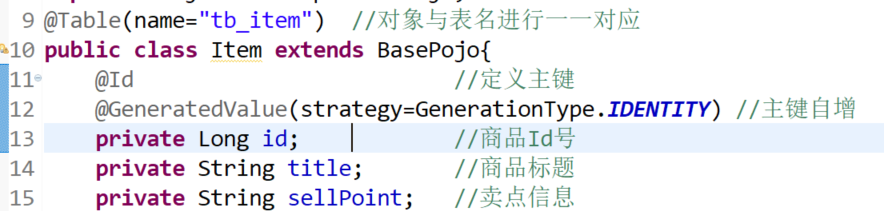 9 @Table(name="tb_item")  //对象与表名进行一一对应
10 public class Item extends BasePojo{
11     @Id                    //定义主键
12     @GeneratedValue(strategy=GenerationType.IDENTITY) //主键自增
13     private Long id;          //商品Id号
14     private String title;     //商品标题
15     private String sellPoint;  //卖点信息